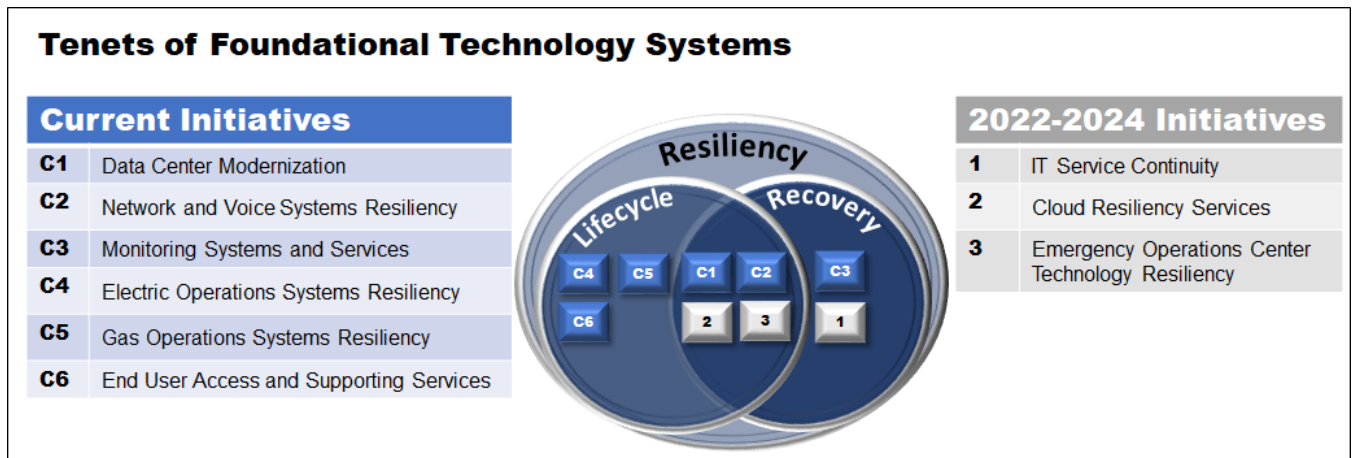 Tenets of Foundational Technology Systems
Current Initiatives
C1 Data Center Modernization
C2 Network and Voice Systems Resiliency
C3 Monitoring Systems and Services
C4 Electric Operations Systems Resiliency
C5 Gas Operations Systems Resiliency
C6 End User Access and Supporting Services
Resiliency
Lifecycle
Recovery
C4 C5 C1 C2 C3
C6 2 3 1
2022-2024 Initiatives
1 IT Service Continuity
2 Cloud Resiliency Services
3 Emergency Operations Center
Technology Resiliency